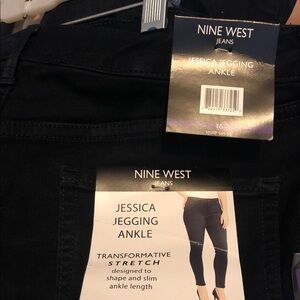 NINE WEST
JEANS
JESSICA JEGGING
ANKLE
16
NINE WEST
JEANS
JESSICA
JEGGING
ANKLE
TRANSFORMATIVE
STRETCH
designed to
shape and slim
ankle length